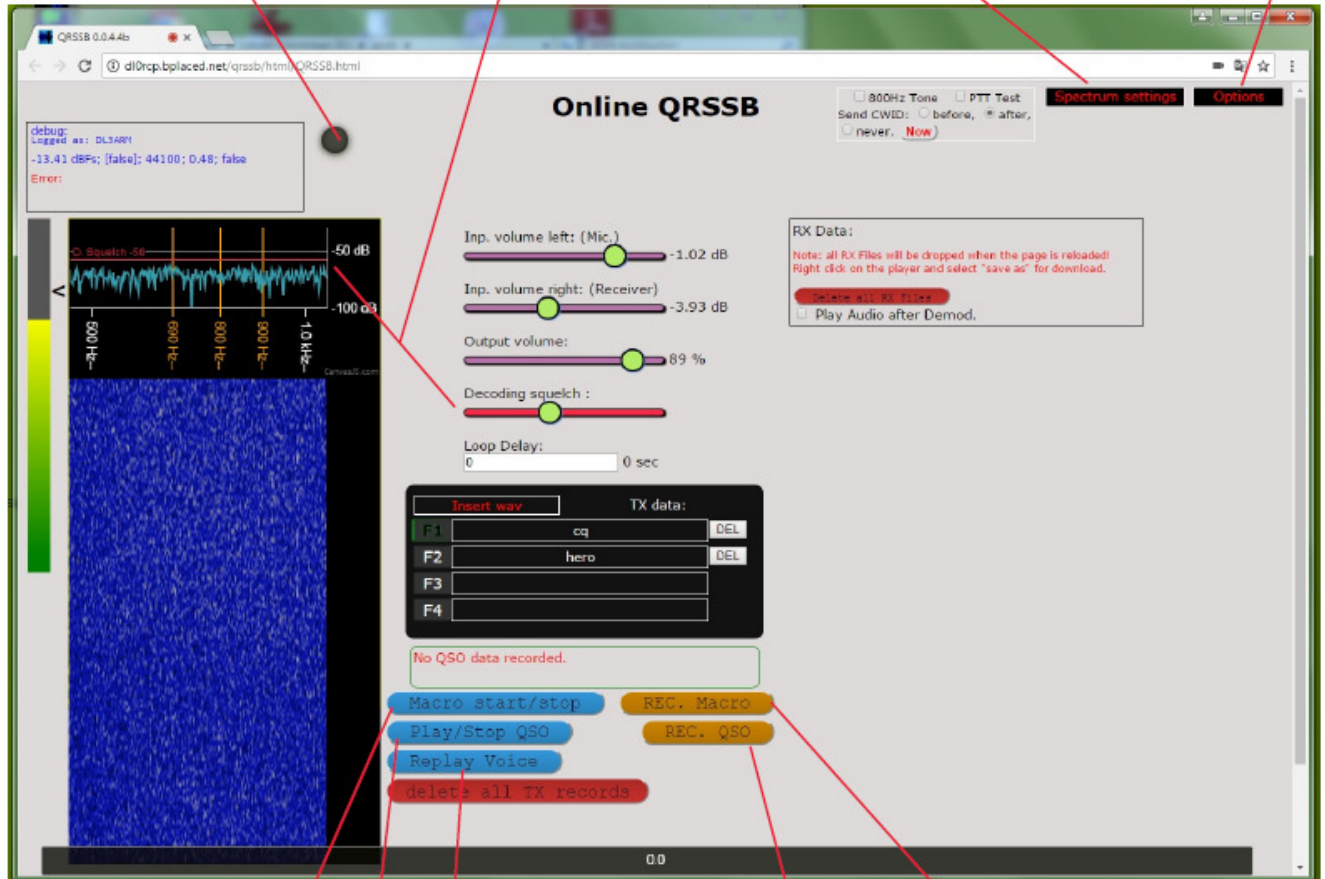 QRSSB 0.0.4.4b
dl0rcp.bplaced.net/qrssb/html/QRSSB.html
Online QRSSB
800Hz Tone PTT Test
Send CWID: before, after,
never. Now)
Spectrum settings
Options
debug:
Logged as: DL3ARM
-13.41 dBFs; [false]; 44100; 0.48; false
Error:
O. Squelch -58
-50 dB
-100 dB
<
500 Hz--
690 Hz--
800 Hz--
900 Hz--
1.0 kHz--
CanvasJS.com
Inp. volume left: (Mic.)
-1.02 dB
Inp. volume right: (Receiver)
-3.93 dB
Output volume:
89 %
Decoding squelch :
Loop Delay:
0 0 sec
RX Data:
Note: all RX Files will be dropped when the page is reloaded!
Right click on the player and select "save as" for download.
Delete all RX files
Play Audio after Demod.
Insert wav TX data:
F1 cq DEL
F2 hero DEL
F3
F4
No QSO data recorded.
Macro start/stop REC. Macro
Play/Stop QSO REC. QSO
Replay Voice
delete all TX records
0.0